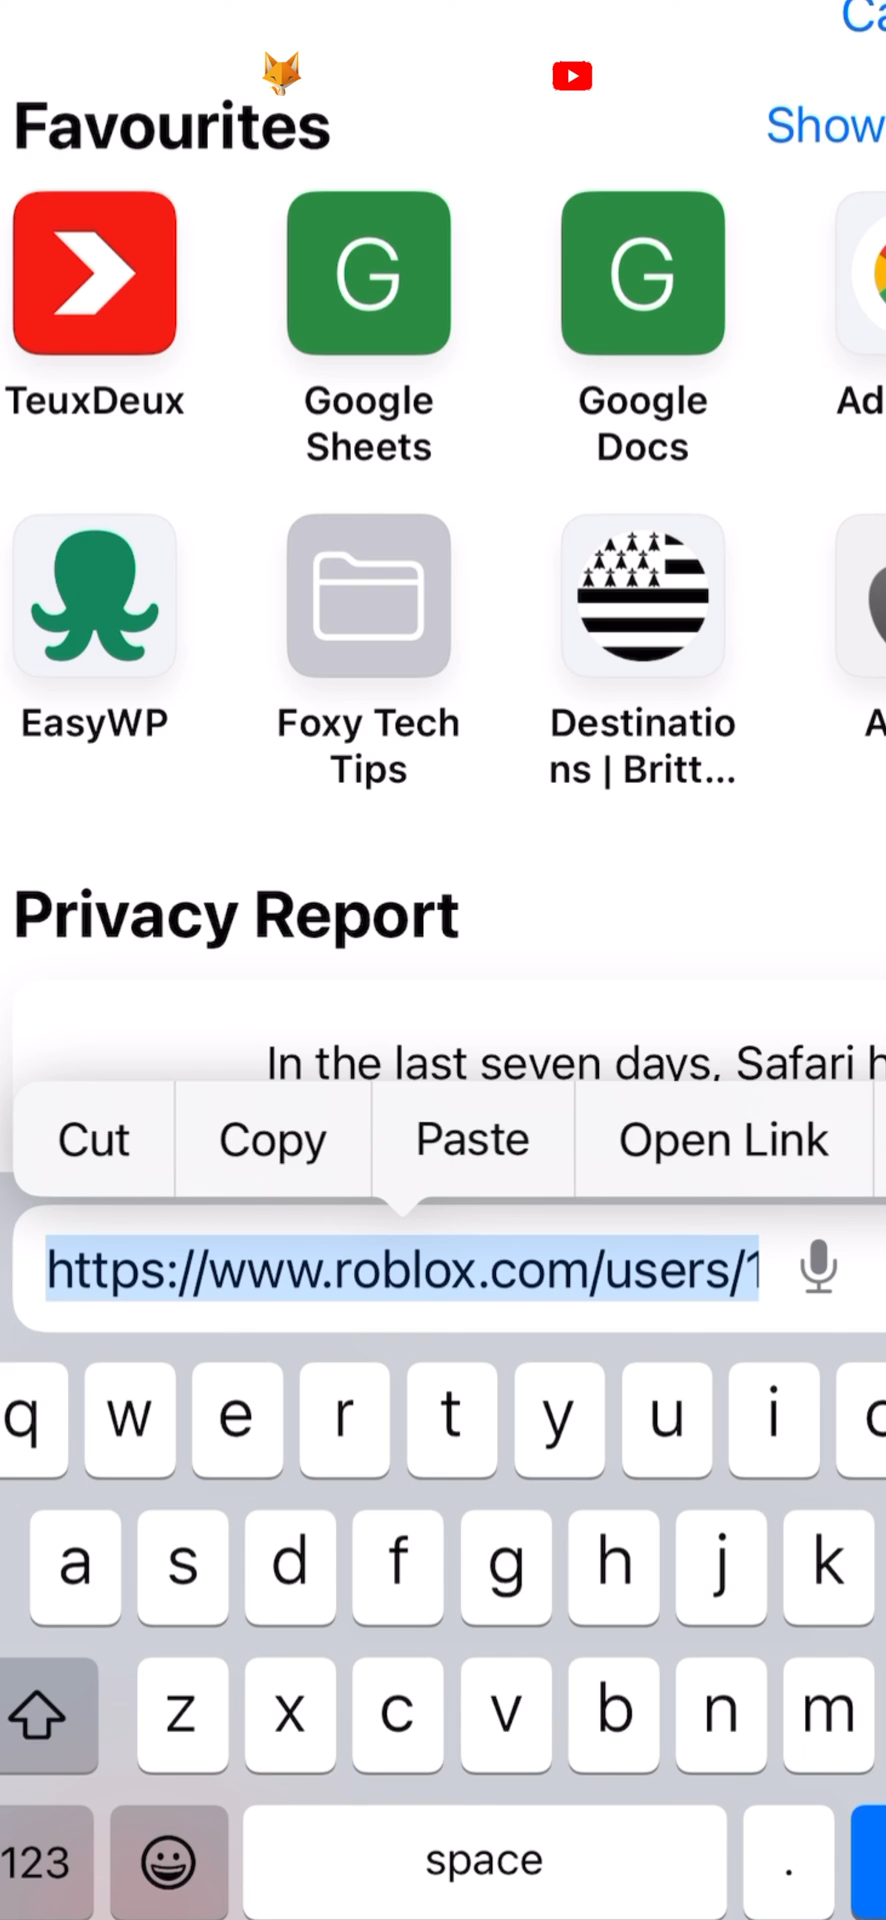 Favourites
Show
TeuxDeux
G
Google
Sheets
G
Google
Docs
Ad
EasyWP
Foxy Tech
Tips
Destinatio
ns | Britt...
A
Privacy Report
In the last seven days, Safari h
Cut Copy Paste Open Link
https://www.roblox.com/users/1
q w e r t y u i
a s d f g h j k
z x c v b n m
123 space .